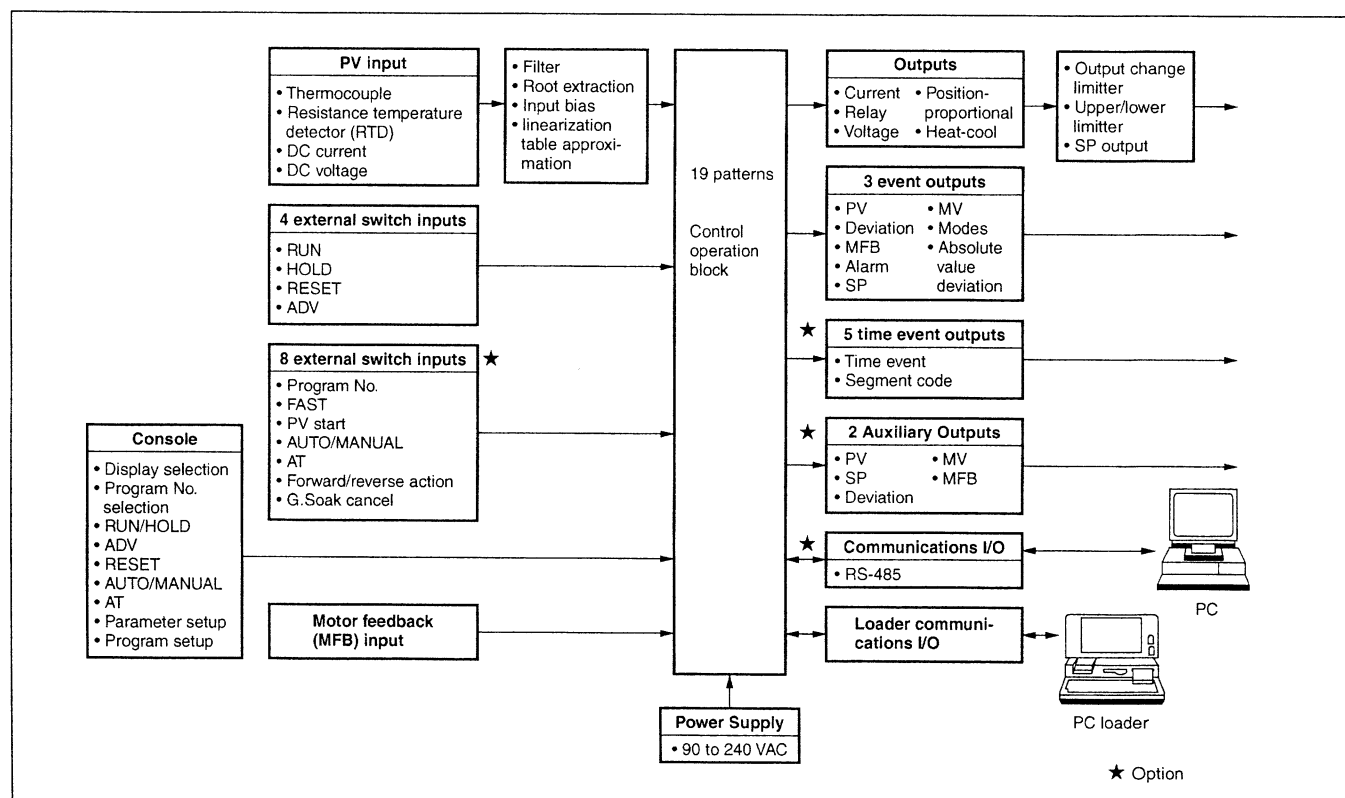 PV input
• Thermocouple
• Resistance temperature
detector (RTD)
• DC current
• DC voltage
• Filter
• Root extraction
• Input bias
• linearization
table approxi-
mation
4 external switch inputs
• RUN
• HOLD
• RESET
• ADV
8 external switch inputs ★
• Program No.
• FAST
• PV start
• AUTO/MANUAL
• AT
• Forward/reverse action
• G.Soak cancel
Console
• Display selection
• Program No.
selection
• RUN/HOLD
• ADV
• RESET
• AUTO/MANUAL
• AT
• Parameter setup
• Program setup
Motor feedback
(MFB) input
19 patterns
Control
operation
block
Power Supply
• 90 to 240 VAC
Outputs
• Current
• Relay
• Voltage
• Position-
proportional
• Heat-cool
• Output change
limitter
• Upper/lower
limitter
• SP output
3 event outputs
• PV
• Deviation
• MFB
• Alarm
• SP
• MV
• Modes
• Absolute
value
deviation
★ 5 time event outputs
• Time event
• Segment code
★ 2 Auxiliary Outputs
• PV
• SP
• Deviation
• MV
• MFB
★ Communications I/O
• RS-485
PC
Loader communi-
cations I/O
PC loader
★ Option